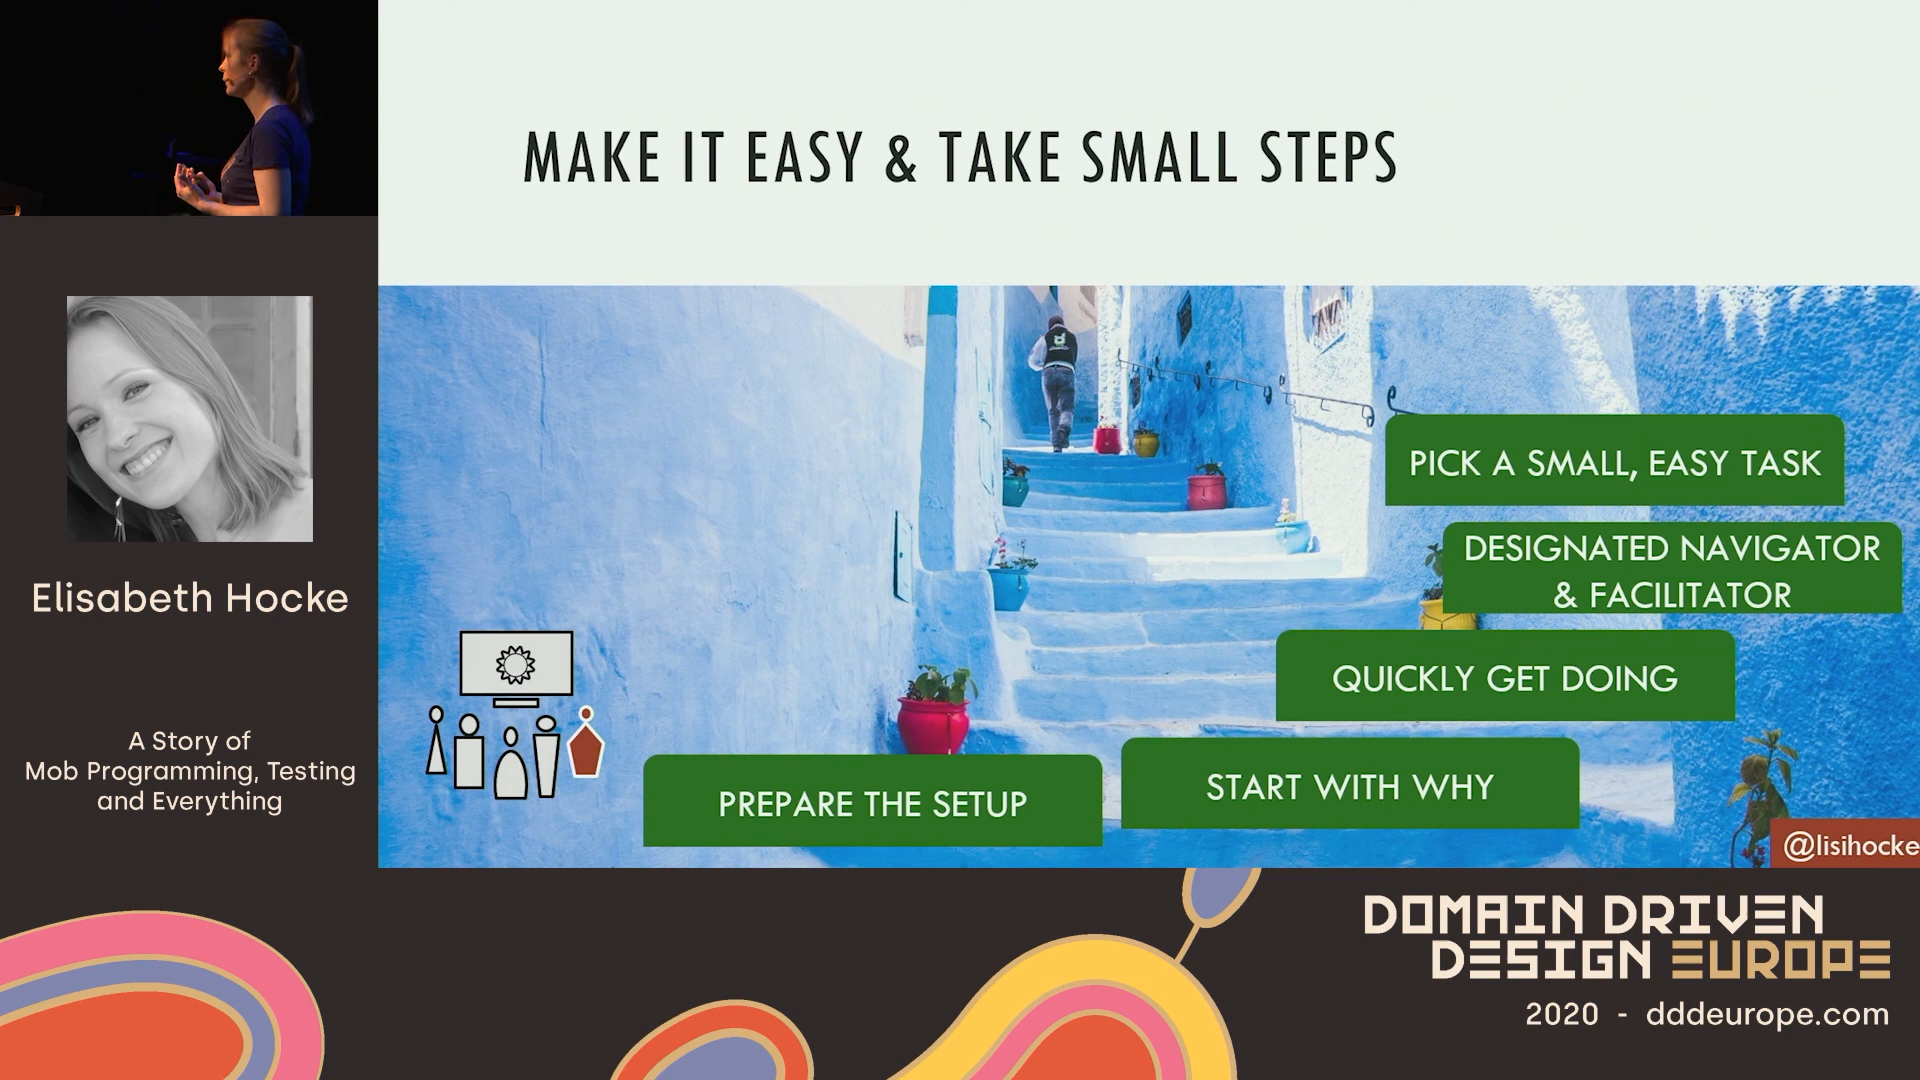 MAKE IT EASY & TAKE SMALL STEPS
PICK A SMALL, EASY TASK
DESIGNATED NAVIGATOR
& FACILITATOR
QUICKLY GET DOING
START WITH WHY
PREPARE THE SETUP
@lisihocke
Elisabeth Hocke
A Story of
Mob Programming, Testing
and Everything
DOMAIN DRIVEN
DESIGN EUROPE
2020 - dddeurope.com